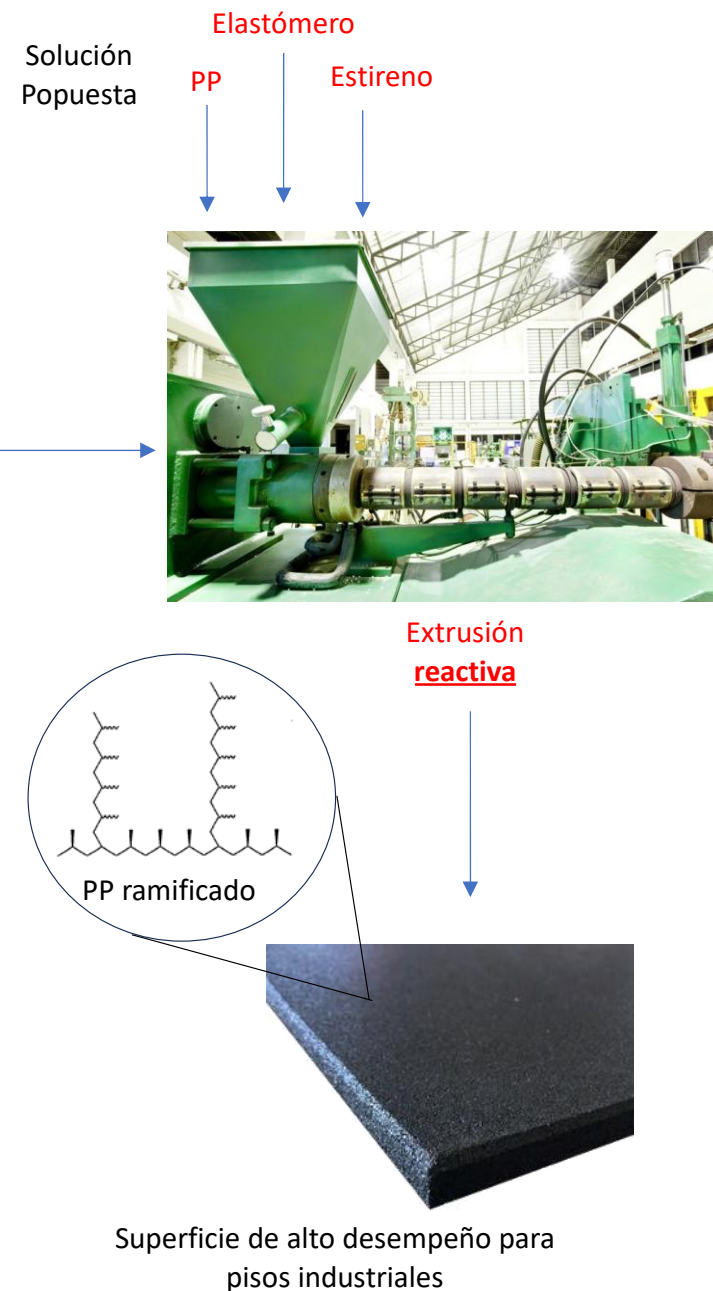 Elastómero
Solución
Popuesta
PP
Estireno
Extrusión
reactiva
PP ramificado
Superficie de alto desempeño para
pisos industriales